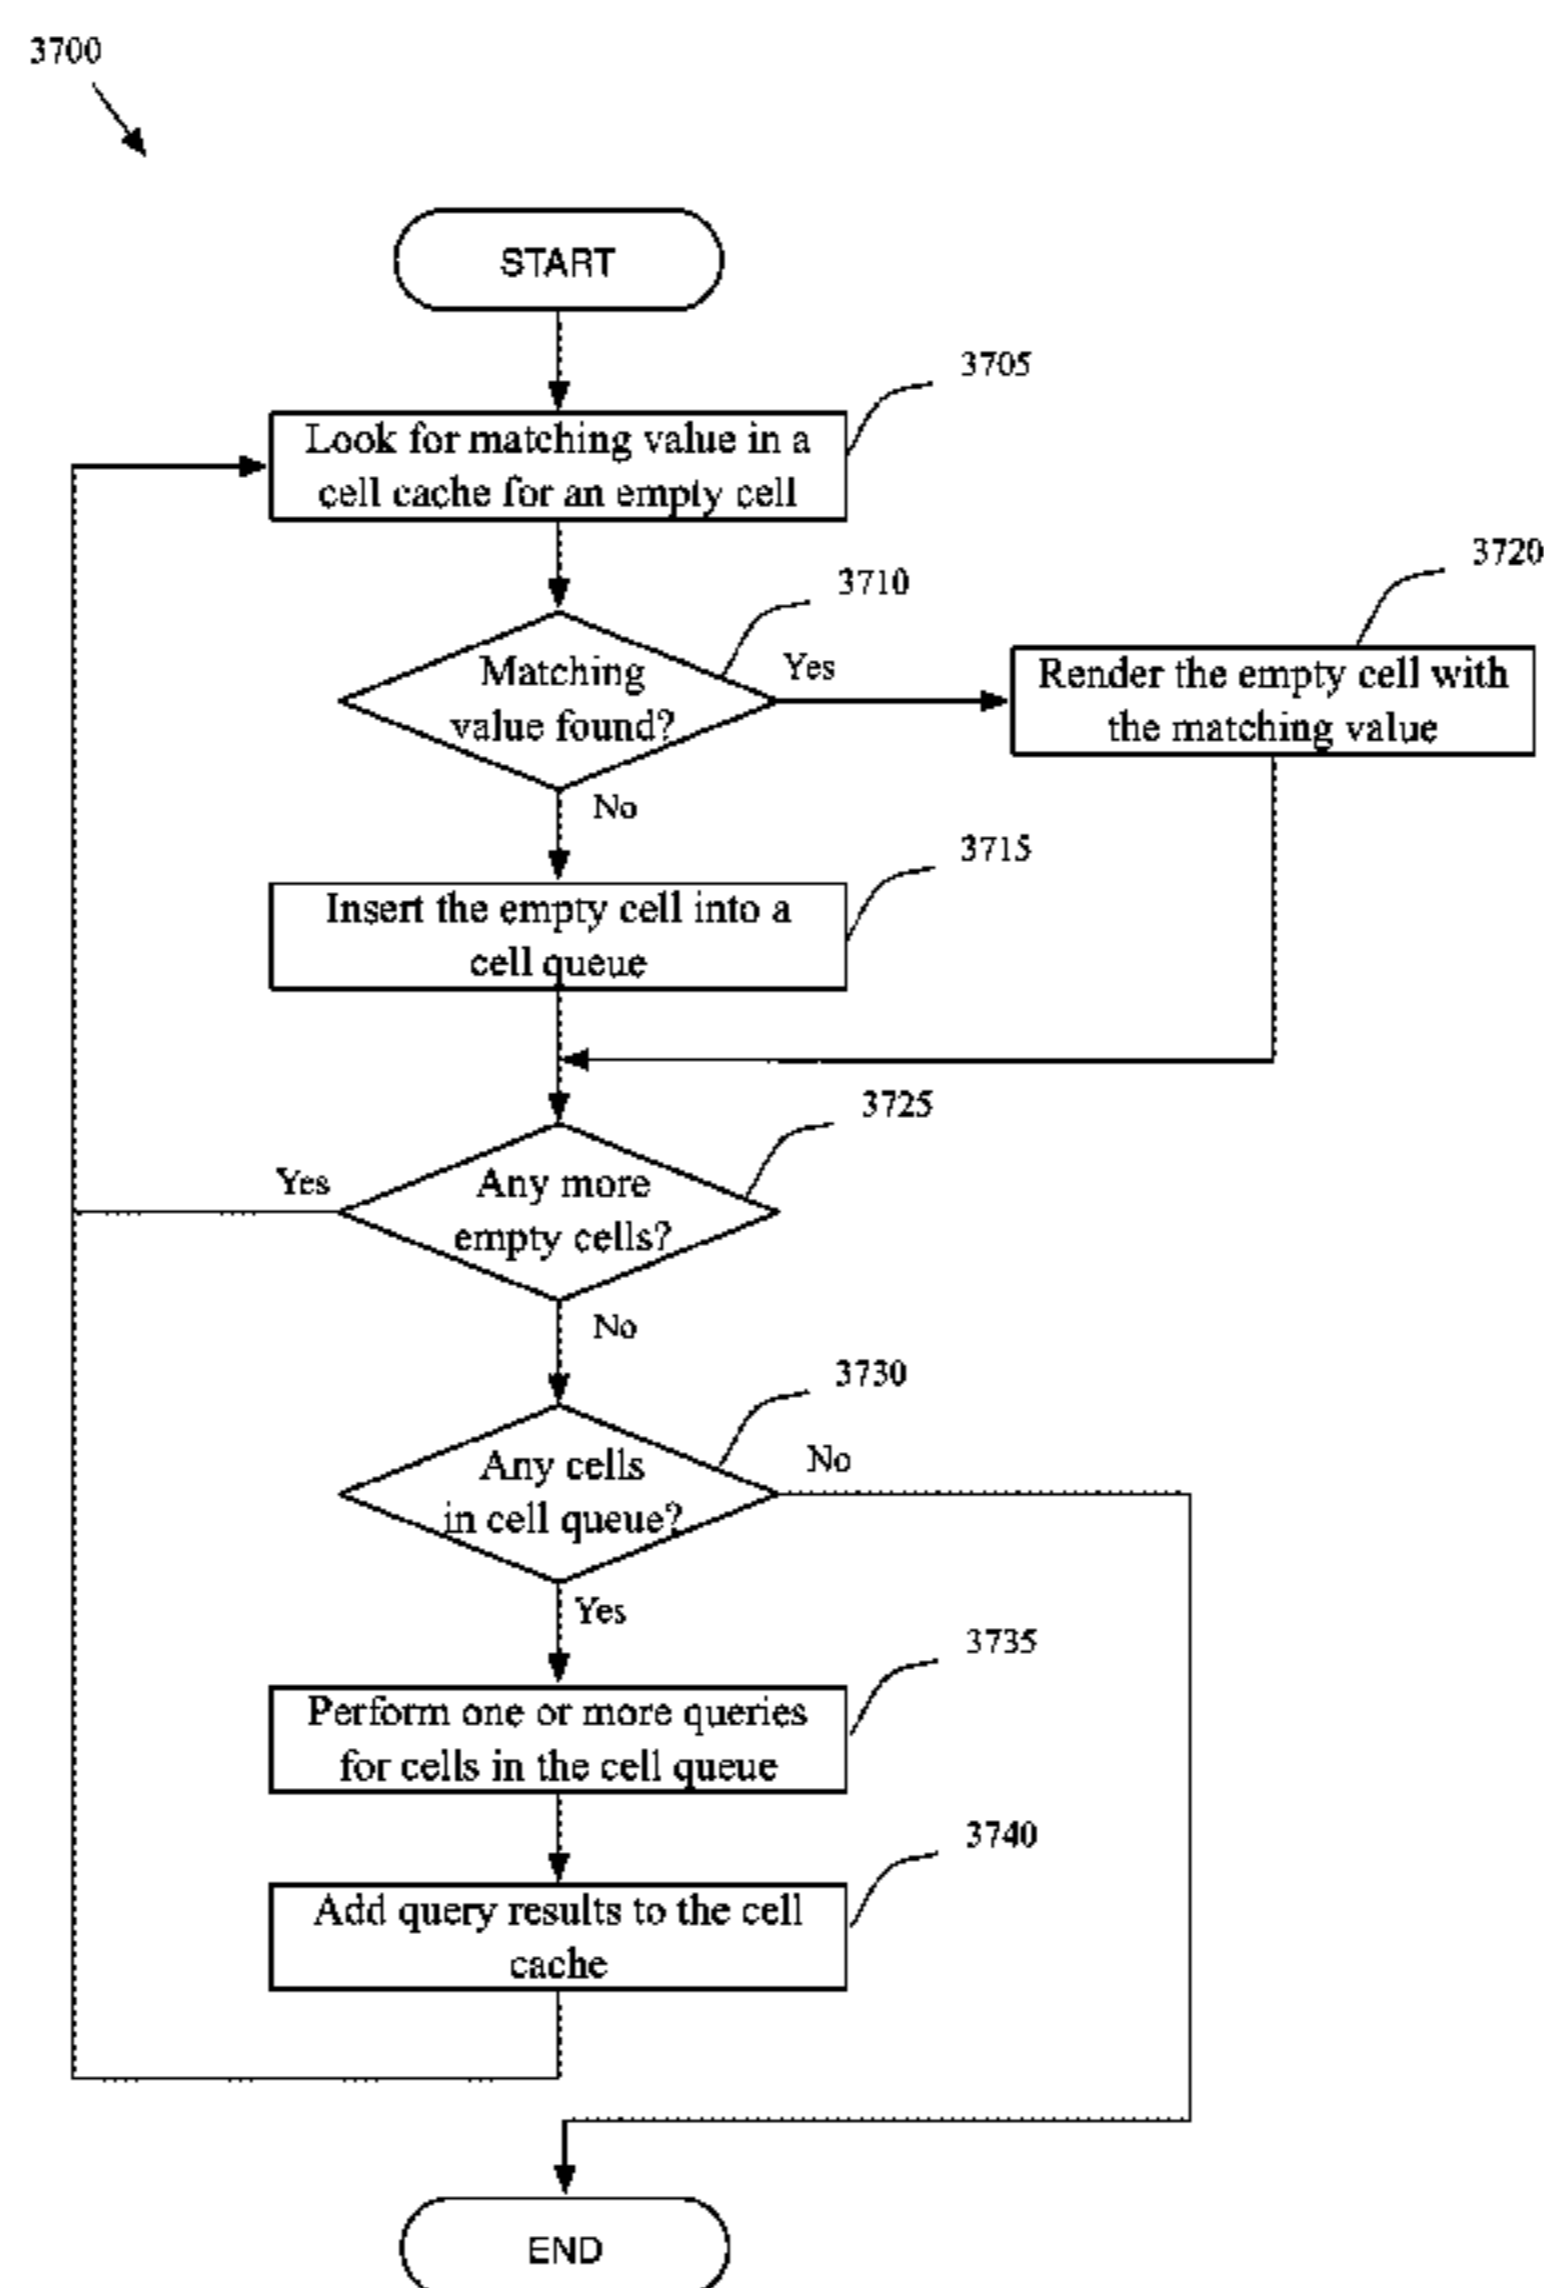 3700
START
3705
Look for matching value in a
cell cache for an empty cell
3720
3710
Matching
value found?
Yes
Render the empty cell with
the matching value
No
3715
Insert the empty cell into a
cell queue
3725
Yes
Any more
empty cells?
No
3730
Any cells
in cell queue?
No
Yes
3735
Perform one or more queries
for cells in the cell queue
3740
Add query results to the cell
cache
END